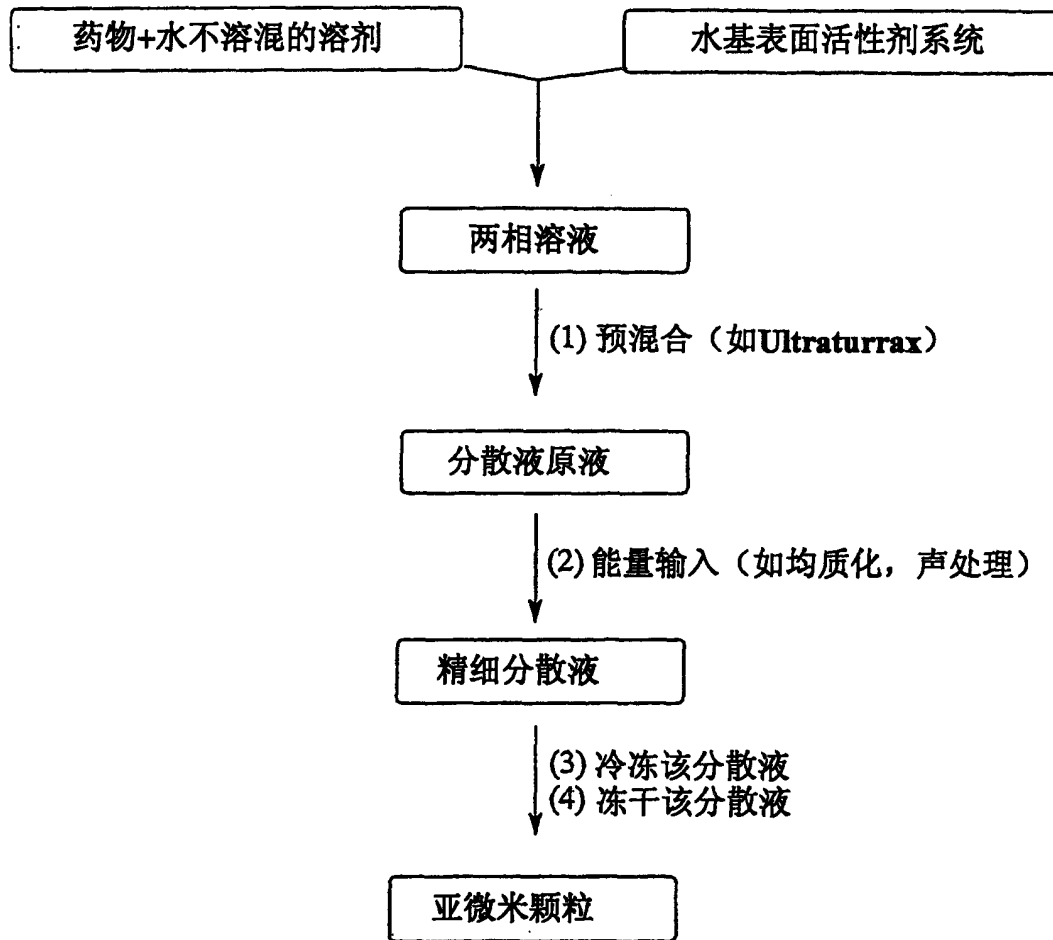 药物+水不溶混的溶剂
水基表面活性剂系统
两相溶液
(1) 预混合（如Ultraturrax）
分散液原液
(2) 能量输入（如均质化，声处理）
精细分散液
(3) 冷冻该分散液
(4) 冻干该分散液
亚微米颗粒